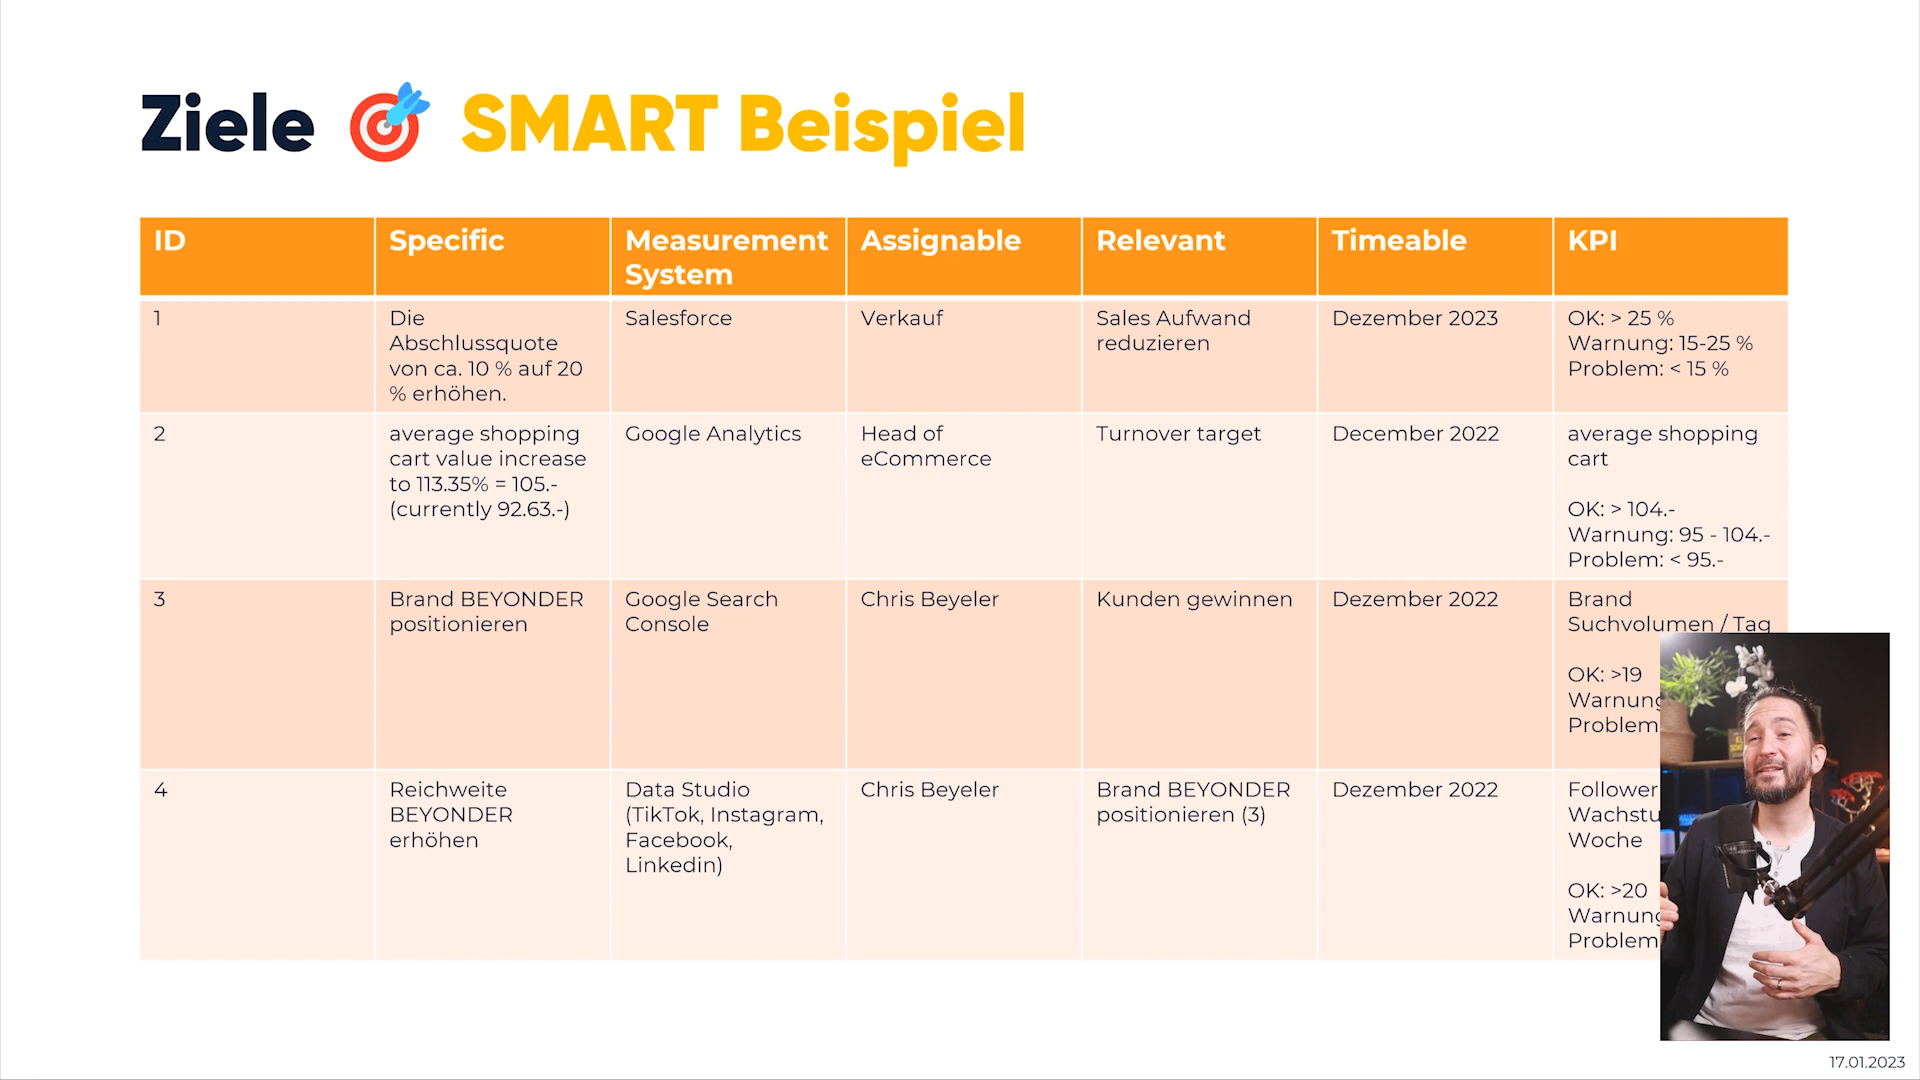 Ziele 🎯 SMART Beispiel
ID
Specific
Measurement
System
Assignable
Relevant
Timeable
KPI
1
Die
Abschlussquote
von ca. 10 % auf 20
% erhöhen.
Salesforce
Verkauf
Sales Aufwand
reduzieren
Dezember 2023
OK: > 25 %
Warnung: 15-25 %
Problem: < 15 %
2
average shopping
cart value increase
to 113.35% = 105.-
(currently 92.63.-)
Google Analytics
Head of
eCommerce
Turnover target
December 2022
average shopping
cart
OK: > 104.-
Warnung: 95 - 104.-
Problem: < 95.-
3
Brand BEYONDER
positionieren
Google Search
Console
Chris Beyeler
Kunden gewinnen
Dezember 2022
Brand
Suchvolumen / Tag
OK: >19
Problem
4
Reichweite
BEYONDER
erhöhen
Data Studio
(TikTok, Instagram,
Facebook,
Linkedin)
Chris Beyeler
Brand BEYONDER
positionieren (3)
Dezember 2022
Follower
Woche
OK: >20
Problem
17.01.2023